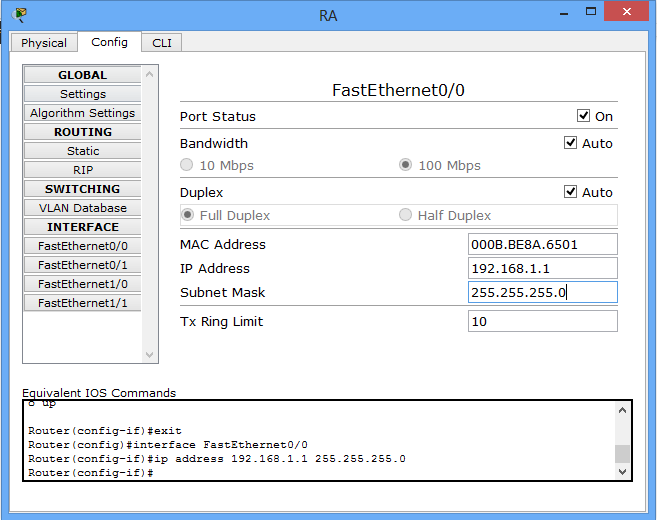 RA
Physical Config CLI
GLOBAL
Settings
Algorithm Settings
ROUTING
Static
RIP
SWITCHING
VLAN Database
INTERFACE
FastEthernet0/0
FastEthernet0/1
FastEthernet1/0
FastEthernet1/1
FastEthernet0/0
Port Status On
Bandwidth Auto
10 Mbps 100 Mbps
Duplex Auto
Full Duplex Half Duplex
MAC Address 000B.BE8A.6501
IP Address 192.168.1.1
Subnet Mask 255.255.255.0
Tx Ring Limit 10
Equivalent IOS Commands
up
Router(config-if)#exit
Router(config)#interface FastEthernet0/0
Router(config-if)#ip address 192.168.1.1 255.255.255.0
Router(config-if)#